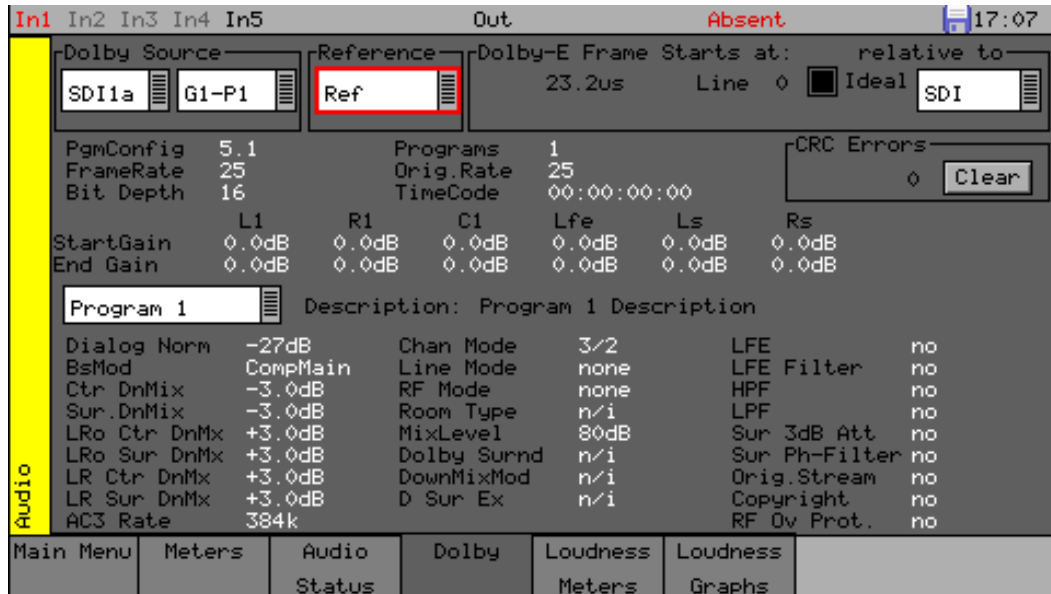 In1 In2 In3 In4 In5 Out Absent 17:07
Dolby Source Reference Dolby-E Frame Starts at: relative to
SDI1a G1-P1 Ref 23.2us Line 0 Ideal SDI
PgmConfig 5.1 Programs 1 CRC Errors
FrameRate 25 Orig.Rate 25 0 Clear
Bit Depth 16 TimeCode 00:00:00:00
L1 R1 C1 Lfe Ls Rs
StartGain 0.0dB 0.0dB 0.0dB 0.0dB 0.0dB 0.0dB
End Gain 0.0dB 0.0dB 0.0dB 0.0dB 0.0dB 0.0dB
Program 1 Description: Program 1 Description
Dialog Norm -27dB Chan Mode 3/2 LFE no
BsMod CompMain Line Mode none LFE Filter no
Ctr DnMix -3.0dB RF Mode none HPF no
Sur.DnMix -3.0dB Room Type n/i LPF no
LRo Ctr DnMx +3.0dB MixLevel 80dB Sur 3dB Att no
LRo Sur DnMx +3.0dB Dolby Surnd n/i Sur Ph-Filter no
LR Ctr DnMx +3.0dB DownMixMod n/i Orig.Stream no
LR Sur DnMx +3.0dB D Sur Ex n/i Copyright no
AC3 Rate 384k RF Ov Prot. no
Audio
Main Menu Meters Audio Dolby Loudness Loudness
Status Meters Graphs